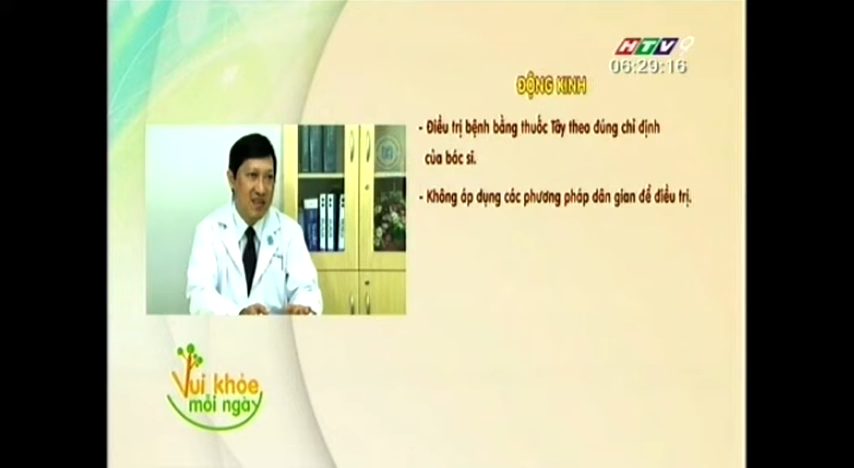 HTV9
06:29:16
ĐỘNG KINH
- Điều trị bệnh bằng thuốc Tây theo đúng chỉ định
của bác sĩ.
- Không áp dụng các phương pháp dân gian để điều trị.
Vui khỏe
mỗi ngày